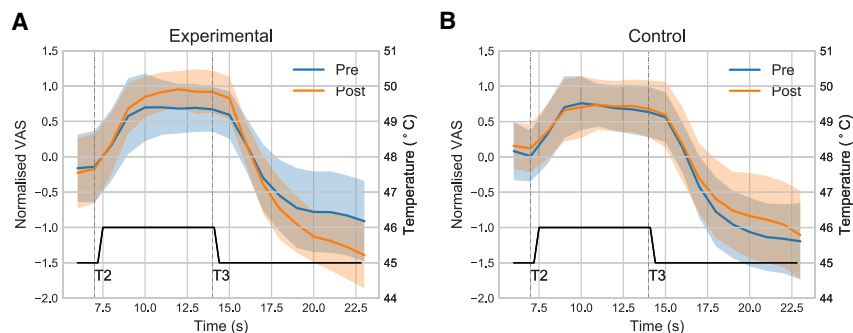 A
Experimental
Normalised VAS
1.5
1.0
0.5
0.0
−0.5
−1.0
−1.5
−2.0
Pre
Post
T2
T3
51
50
49
48
47
46
45
44
Temperature ( ° C)
7.5 10.0 12.5 15.0 17.5 20.0 22.5
Time (s)
B
Control
Normalised VAS
1.5
1.0
0.5
0.0
−0.5
−1.0
−1.5
−2.0
Pre
Post
T2
T3
51
50
49
48
47
46
45
44
Temperature ( ° C)
7.5 10.0 12.5 15.0 17.5 20.0 22.5
Time (s)